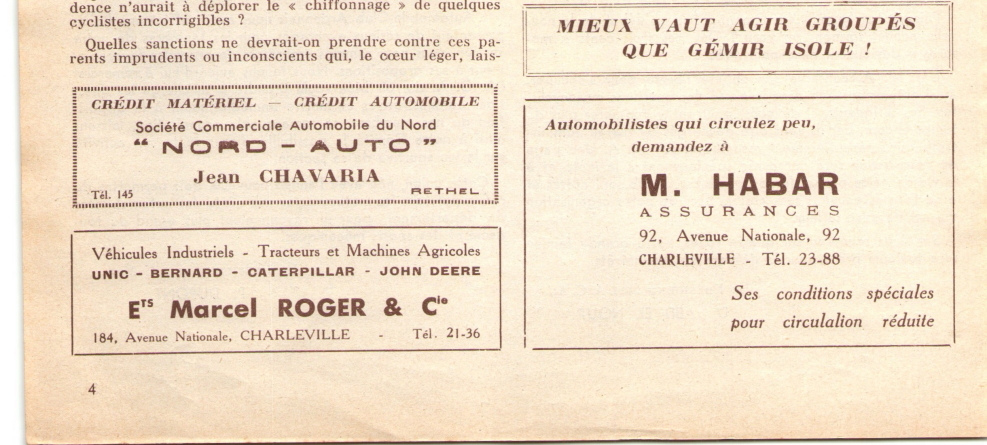 dence n'aurait à déplorer le « chiffonnage » de quelques
cyclistes incorrigibles ?
Quelles sanctions ne devrait-on prendre contre ces pa-
rents imprudents ou inconscients qui, le cœur léger, lais-
CRÉDIT MATÉRIEL — CRÉDIT AUTOMOBILE
Société Commerciale Automobile du Nord
“ NORD - AUTO ”
Jean CHAVARIA
Tél. 145 RETHEL
Véhicules Industriels - Tracteurs et Machines Agricoles
UNIC - BERNARD - CATERPILLAR - JOHN DEERE
ETS Marcel ROGER & Cie
184, Avenue Nationale, CHARLEVILLE - Tél. 21-36
4
MIEUX VAUT AGIR GROUPÉS
QUE GÉMIR ISOLE !
Automobilistes qui circulez peu,
demandez à
M. HABAR
ASSURANCES
92, Avenue Nationale, 92
CHARLEVILLE - Tél. 23-88
Ses conditions spéciales
pour circulalion réduite